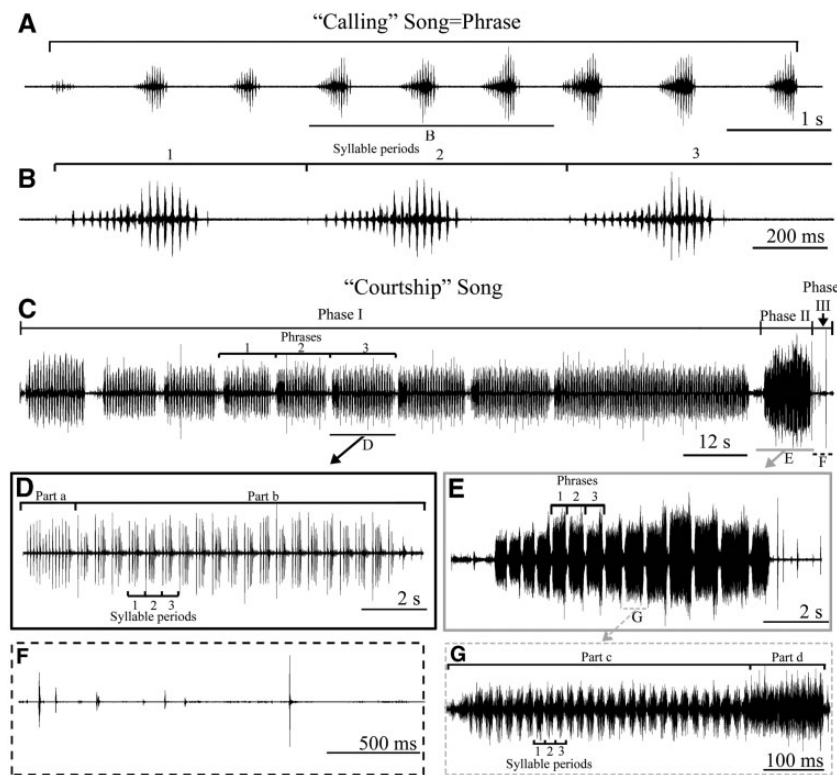 A
“Calling” Song=Phrase
B
1 s
Syllable periods
1 2 3
B
200 ms
“Courtship” Song
C
Phase I
Phase II
Phase
III
Phrases
1 2 3
12 s
D
E
F
D
Part a
Part b
1 2 3
Syllable periods
2 s
E
Phrases
1 2 3
G
2 s
F
500 ms
G
Part c
Part d
1 2 3
Syllable periods
100 ms